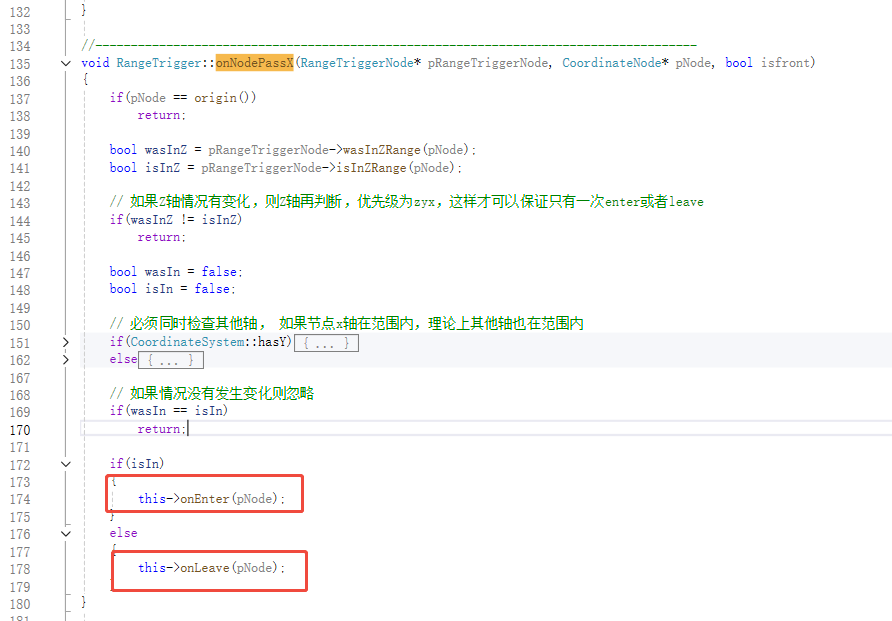 132 }
133
134 //--------------------------------------------------------------------------------------
135 void RangeTrigger::onNodePassX(RangeTriggerNode* pRangeTriggerNode, CoordinateNode* pNode, bool isfront)
136 {
137 if(pNode == origin())
138 return;
139
140 bool wasInZ = pRangeTriggerNode->wasInZRange(pNode);
141 bool isInZ = pRangeTriggerNode->isInZRange(pNode);
142
143 // 如果Z轴情况有变化，则Z轴再判断，优先级为zyx，这样才可以保证只有一次enter或者leave
144 if(wasInZ != isInZ)
145 return;
146
147 bool wasIn = false;
148 bool isIn = false;
149
150 // 必须同时检查其他轴， 如果节点x轴在范围内，理论上其他轴也在范围内
151 if(CoordinateSystem::hasY) { ... }
162 else { ... }
167
168 // 如果情况没有发生变化则忽略
169 if(wasIn == isIn)
170 return;
171
172 if(isIn)
173 {
174 this->onEnter(pNode);
175 }
176 else
177 {
178 this->onLeave(pNode);
179
180 }
181